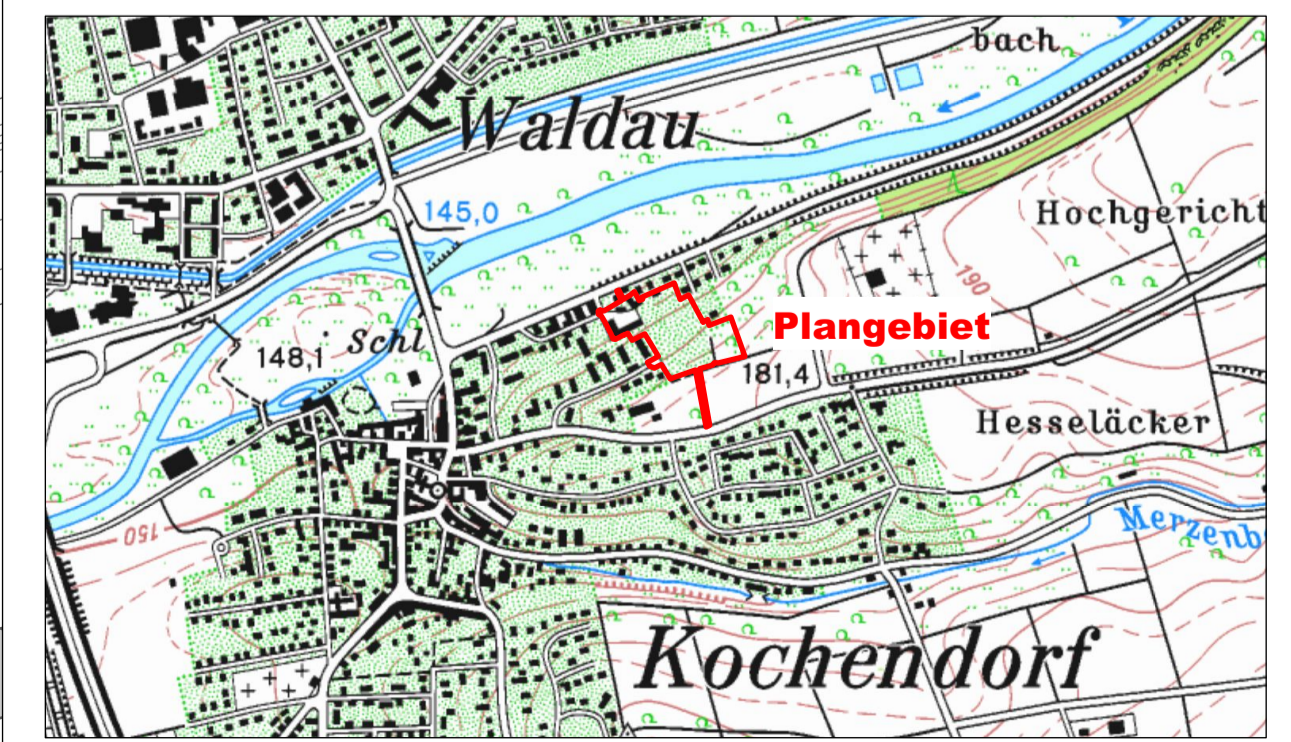 bach
Waldau
145,0
Hochgericht
190
Plangebiet
148,1
Schl
181,4
Hesseläcker
150
Merzenb
Kochendorf